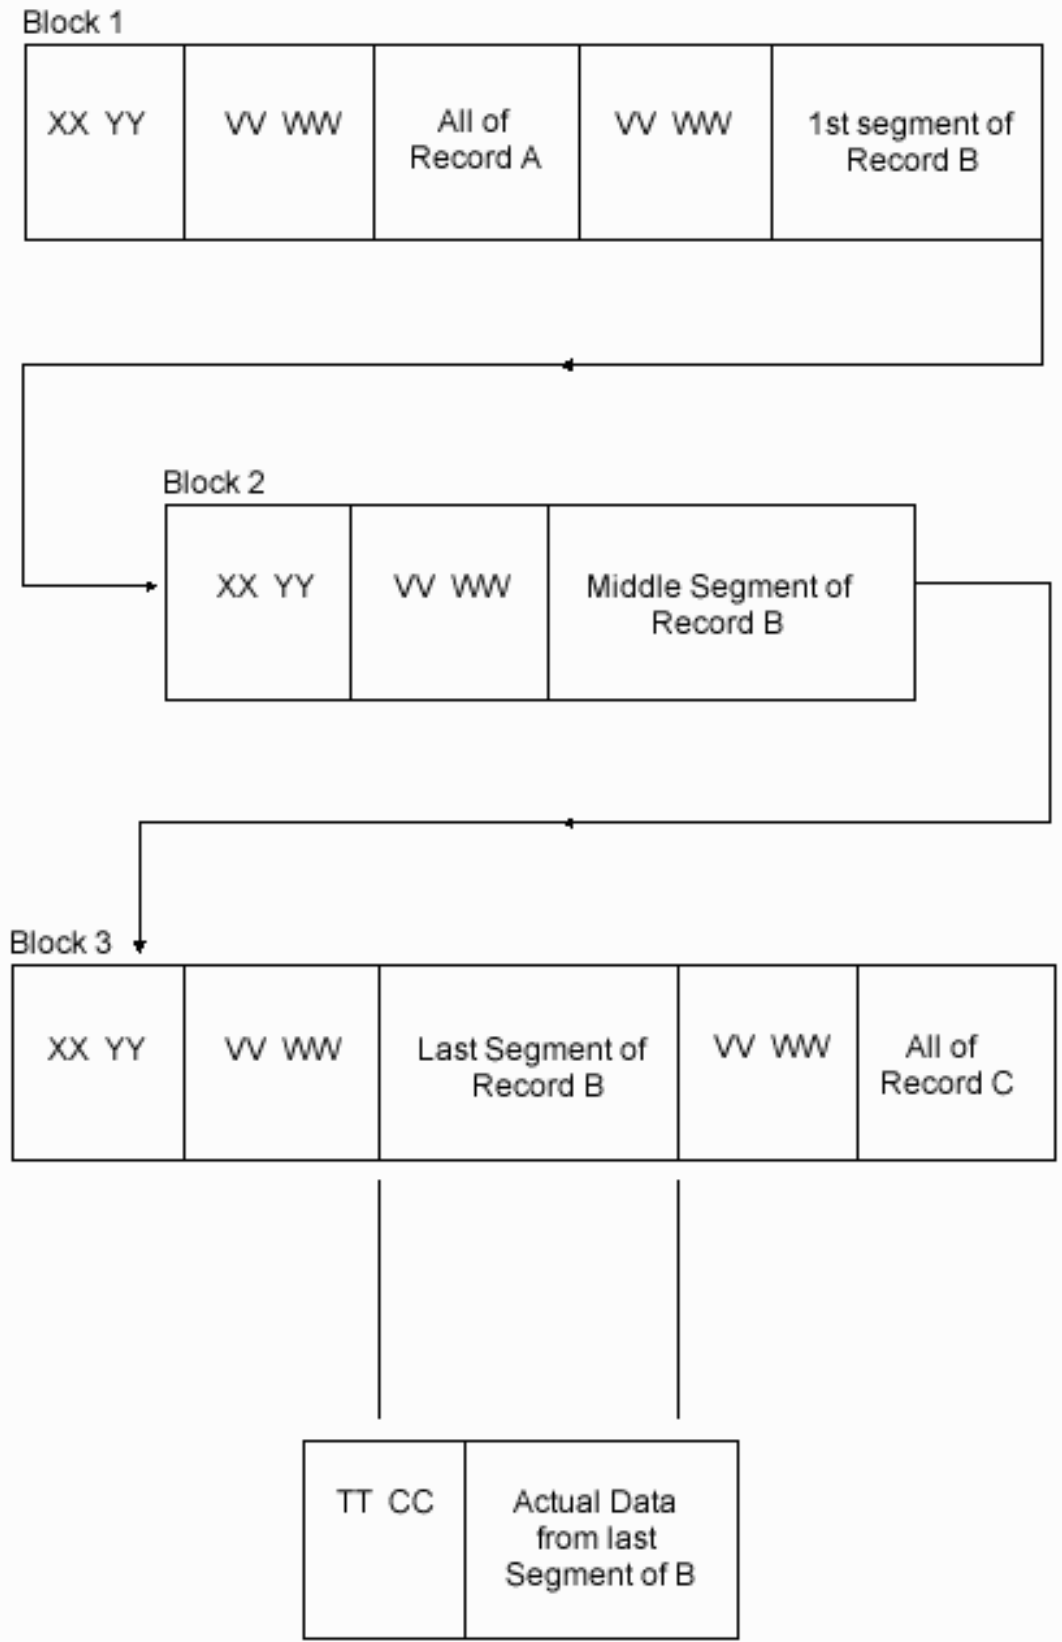 Block 1
XX YY
VV WW
All of
Record A
VV WW
1st segment of
Record B
Block 2
XX YY
VV WW
Middle Segment of
Record B
Block 3
XX YY
VV WW
Last Segment of
Record B
VV WW
All of
Record C
TT CC
Actual Data
from last
Segment of B